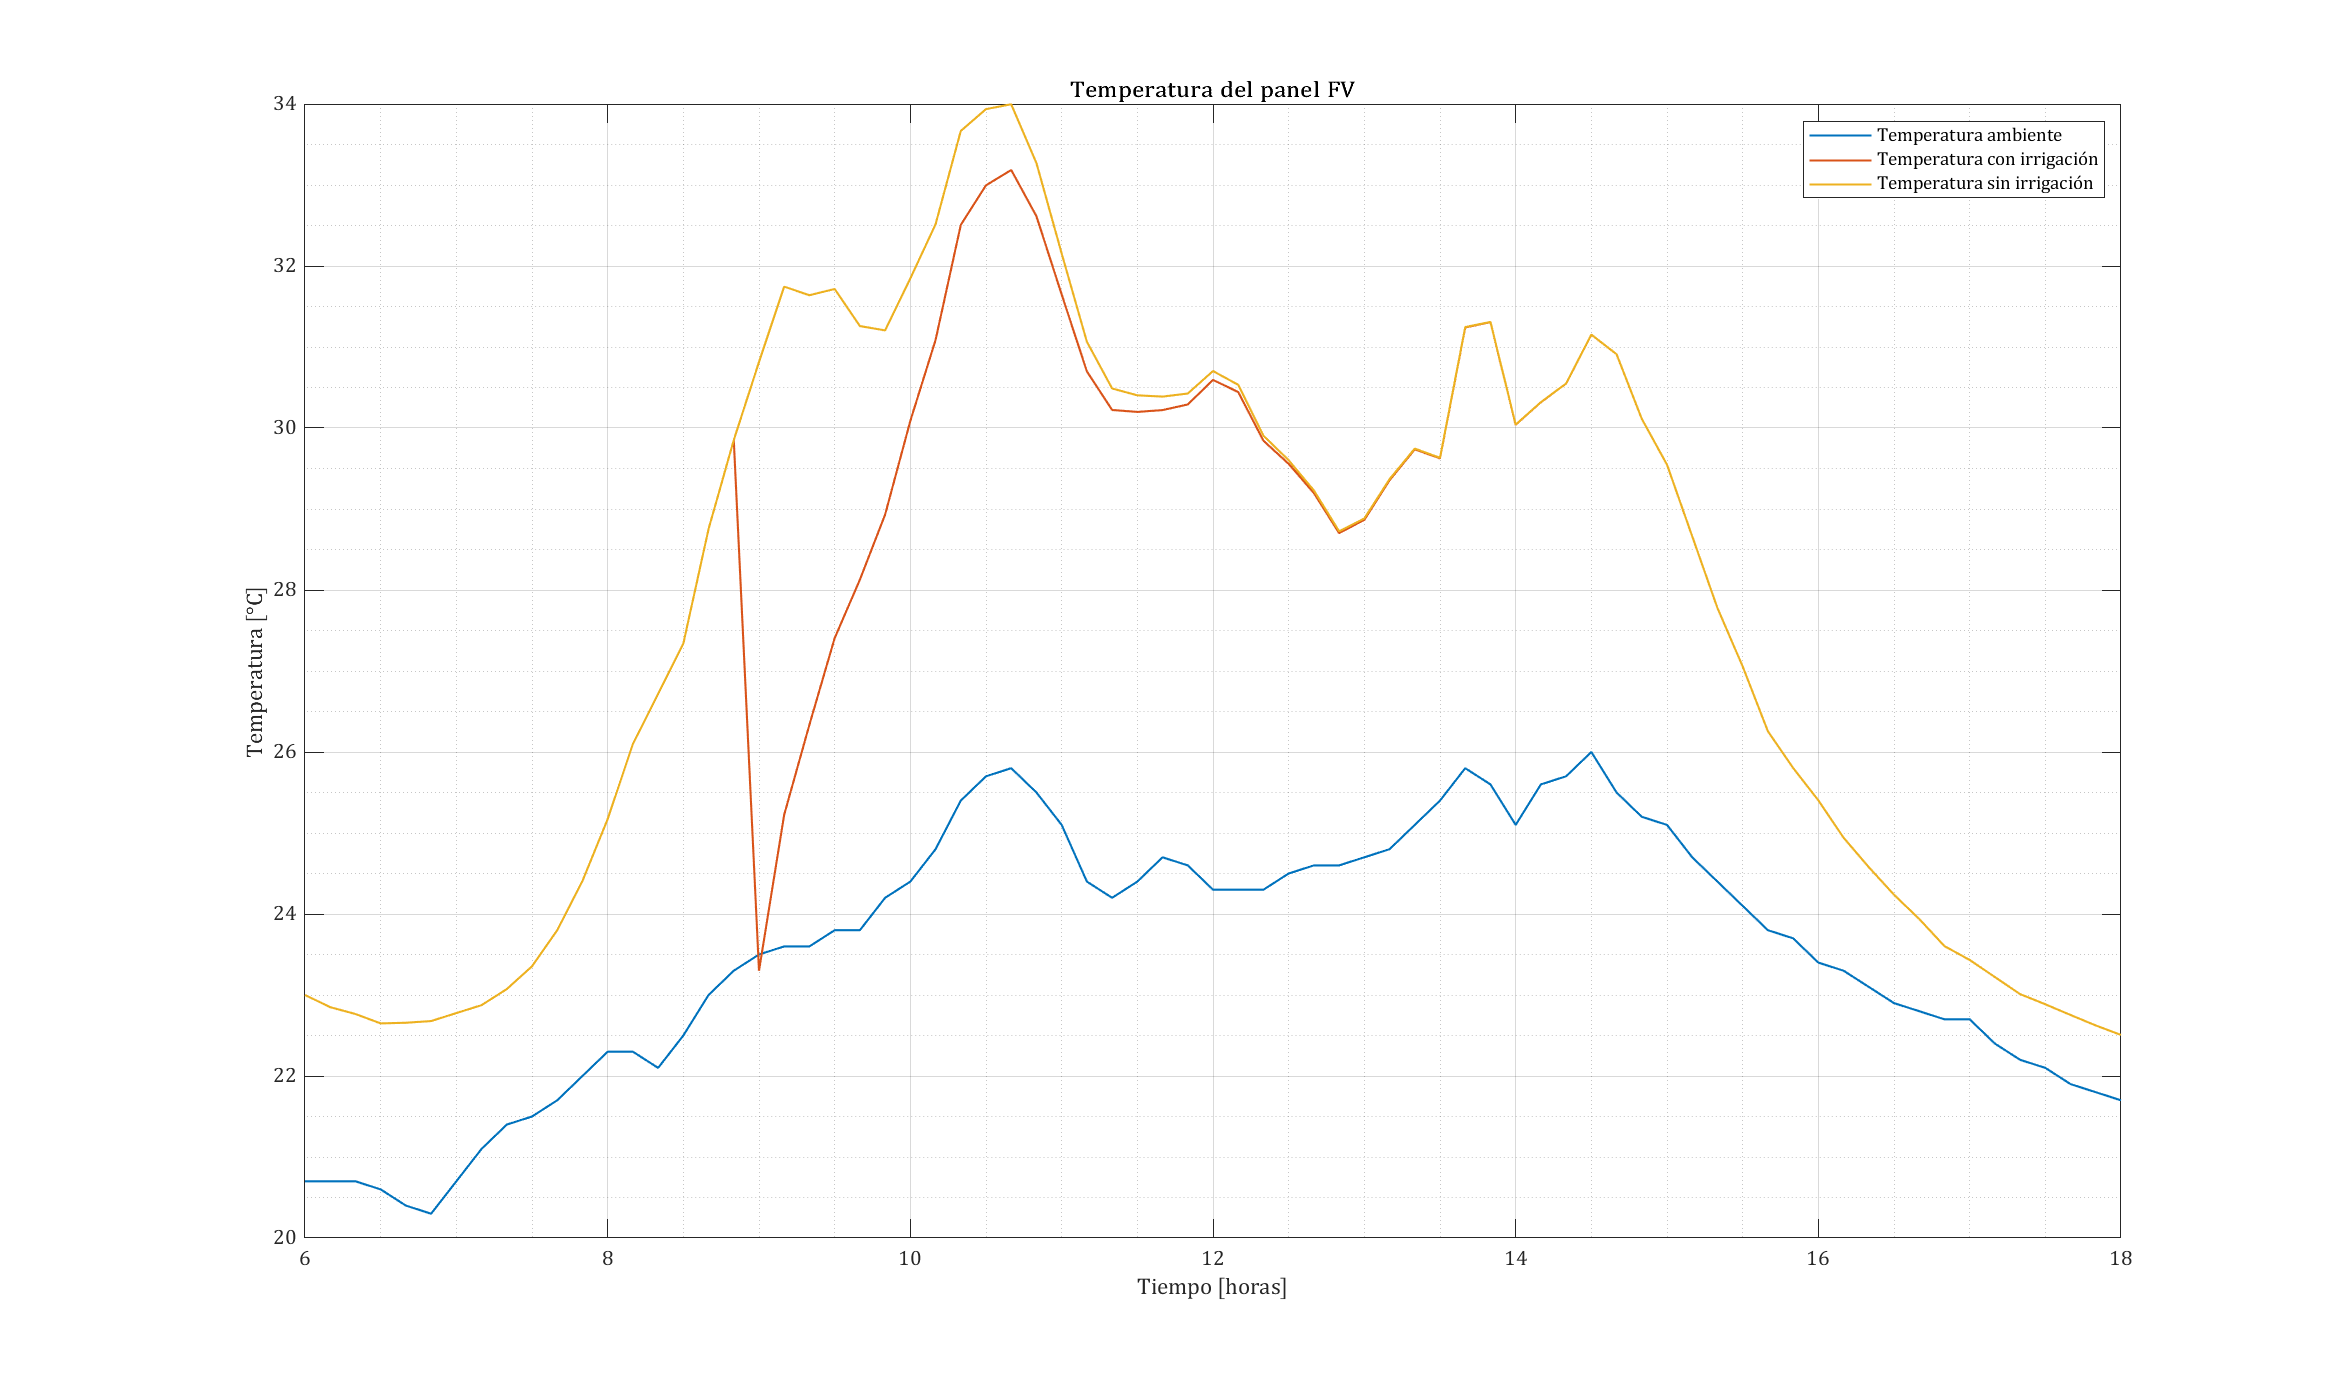 Temperatura del panel FV
Temperatura ambiente
Temperatura con irrigación
Temperatura sin irrigación
Temperatura [°C]
34
32
30
28
26
24
22
20
6 8 10 12 14 16 18
Tiempo [horas]